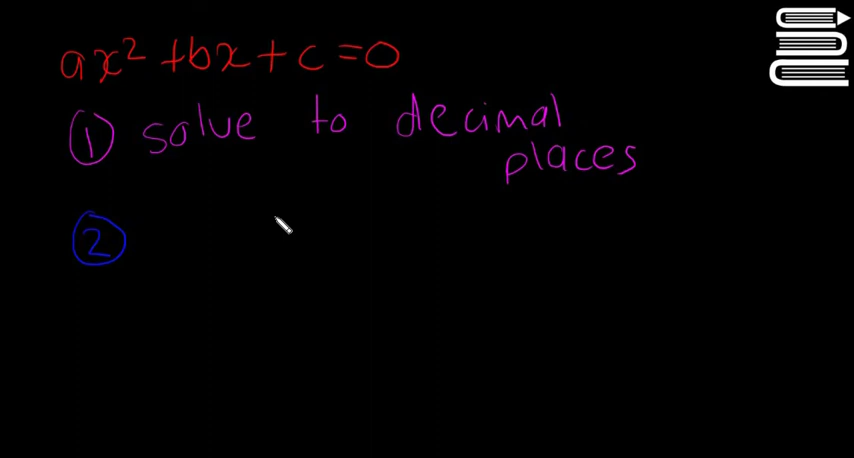 ax² + bx + c = 0
① solve to decimal
places
②